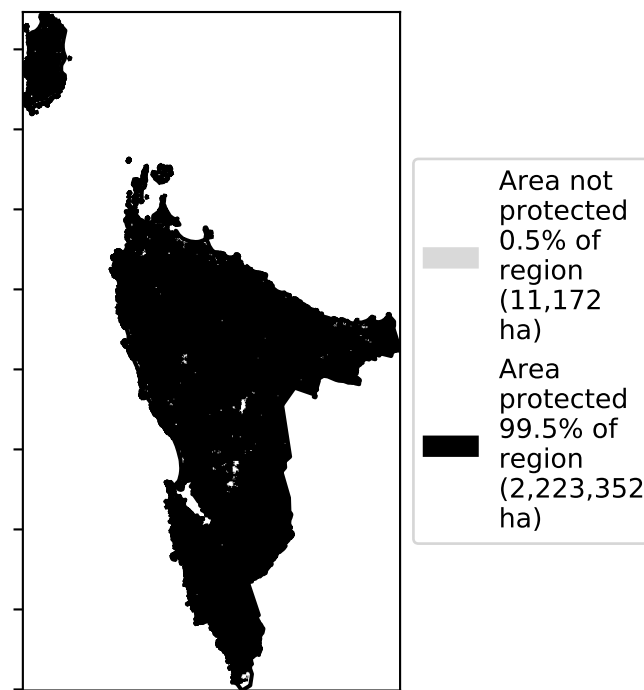 Area not
protected
0.5% of
region
(11,172
ha)
Area
protected
99.5% of
region
(2,223,352
ha)